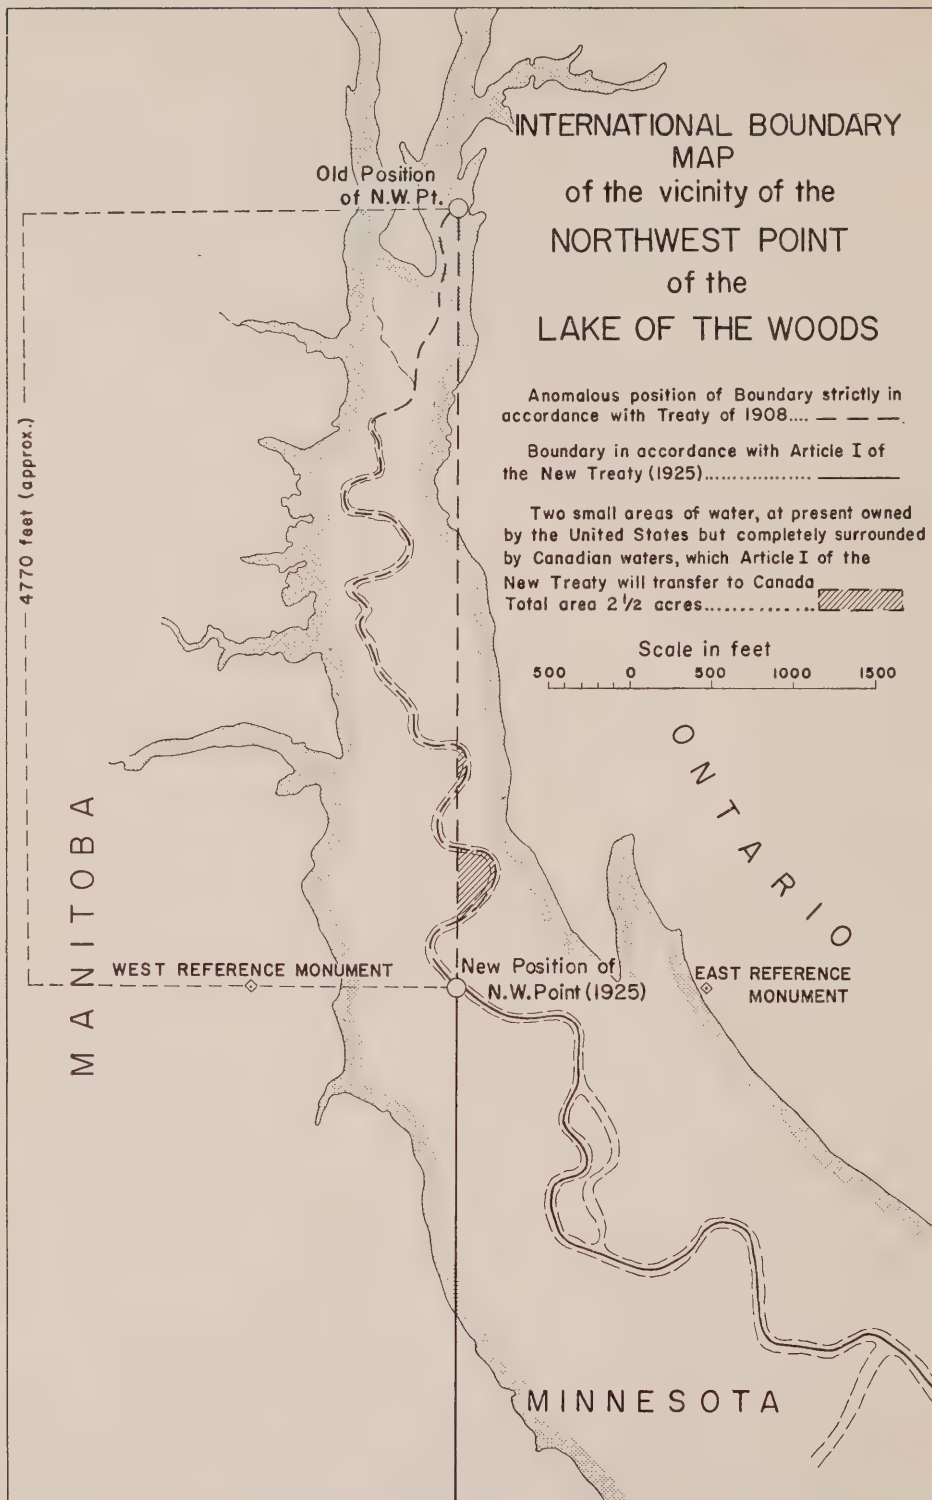 INTERNATIONAL BOUNDARY
MAP
of the vicinity of the
NORTHWEST POINT
of the
LAKE OF THE WOODS
Old Position
of N.W. Pt.
Anomalous position of Boundary strictly in
accordance with Treaty of 1908....
Boundary in accordance with Article I of
the New Treaty (1925)..................
Two small areas of water, at present owned
by the United States but completely surrounded
by Canadian waters, which Article I of the
New Treaty will transfer to Canada
Total area 2 1/2 acres..............
Scale in feet
500 0 500 1000 1500
4770 feet (approx.)
ONTARIO
MANITOBA
WEST REFERENCE MONUMENT
New Position of
N.W. Point (1925)
EAST REFERENCE
MONUMENT
MINNESOTA